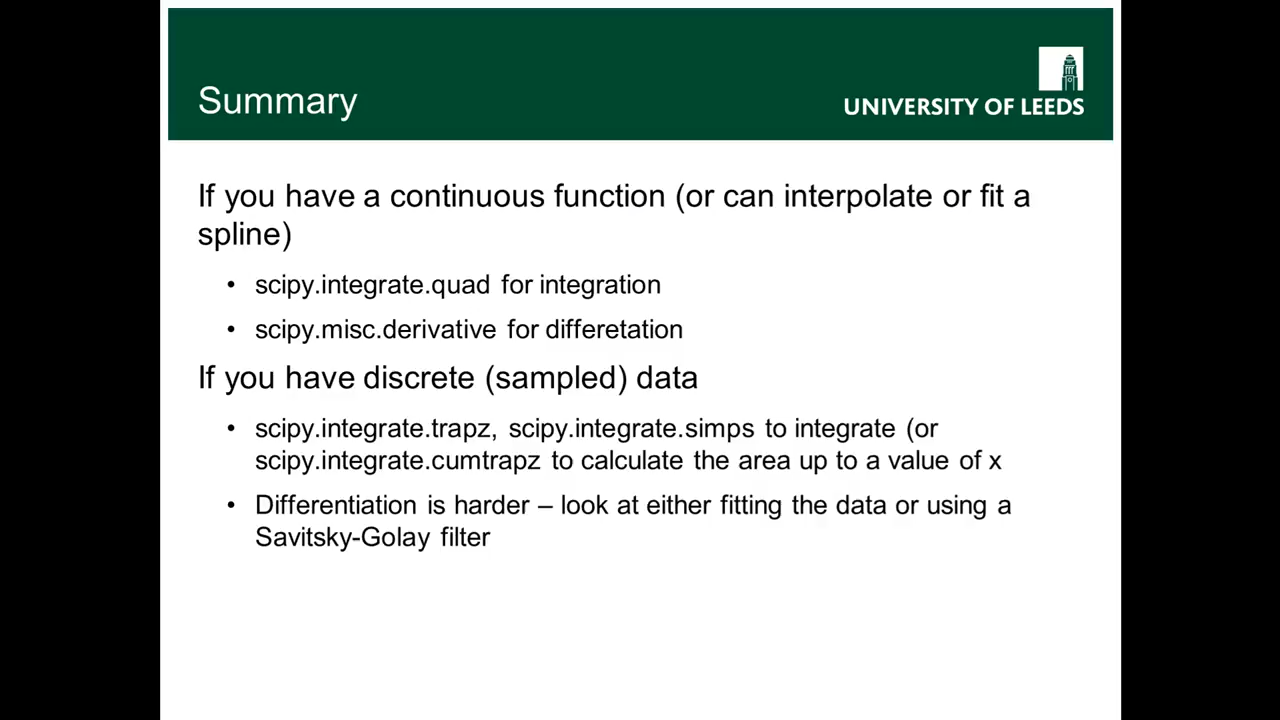 Summary
UNIVERSITY OF LEEDS
If you have a continuous function (or can interpolate or fit a
spline)
• scipy.integrate.quad for integration
• scipy.misc.derivative for differetation
If you have discrete (sampled) data
• scipy.integrate.trapz, scipy.integrate.simps to integrate (or
scipy.integrate.cumtrapz to calculate the area up to a value of x
• Differentiation is harder – look at either fitting the data or using a
Savitsky-Golay filter